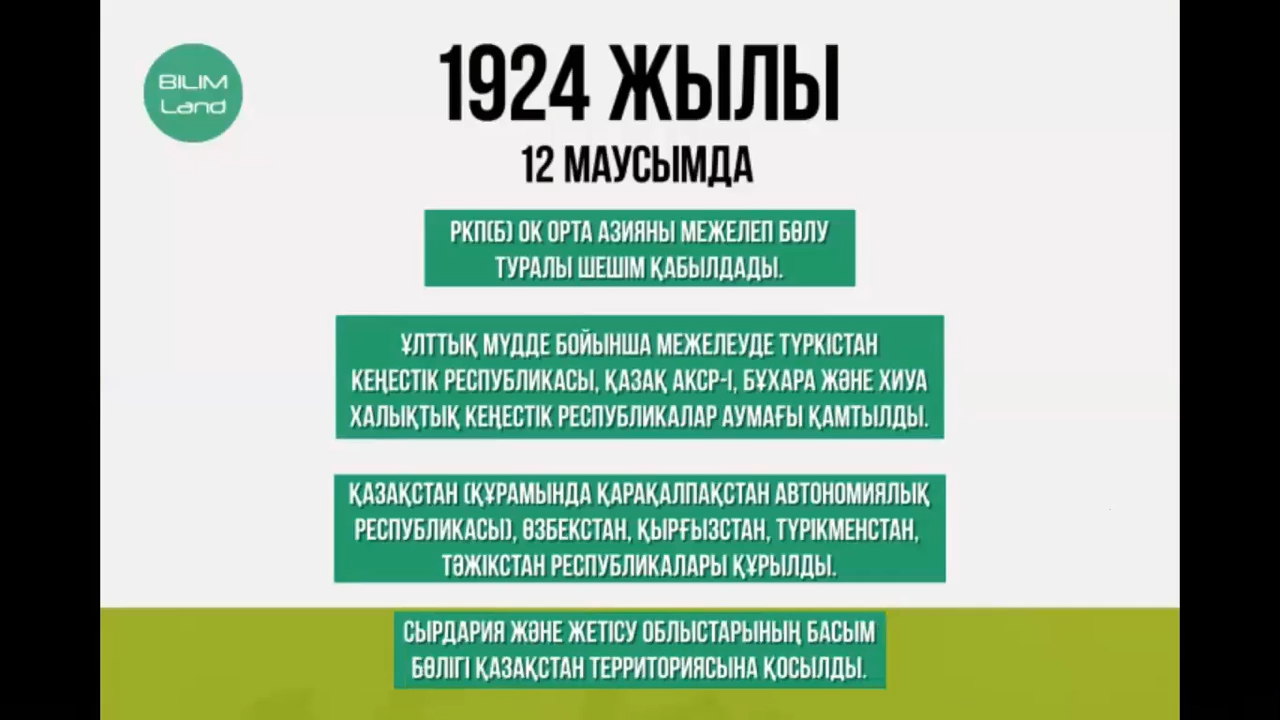 BILIM
Land
1924 ЖЫЛЫ
12 МАУСЫМДА
РКП(Б) ОК ОРТА АЗИЯНЫ МЕЖЕЛЕП БӨЛУ
ТУРАЛЫ ШЕШІМ ҚАБЫЛДАДЫ.
ҰЛТТЫҚ МҮДДЕ БОЙЫНША МЕЖЕЛЕУДЕ ТҮРКІСТАН
КЕҢЕСТІК РЕСПУБЛИКАСЫ, ҚАЗАҚ АКСР-І, БҰХАРА ЖӘНЕ ХИУА
ХАЛЫҚТЫҚ КЕҢЕСТІК РЕСПУБЛИКАЛАР АУМАҒЫ ҚАМТЫЛДЫ.
ҚАЗАҚСТАН (ҚҰРАМЫНДА ҚАРАҚАЛПАҚСТАН АВТОНОМИЯЛЫҚ
РЕСПУБЛИКАСЫ), ӨЗБЕКСТАН, ҚЫРҒЫЗСТАН, ТҮРІКМЕНСТАН,
ТӘЖІКСТАН РЕСПУБЛИКАЛАРЫ ҚҰРЫЛДЫ.
СЫРДАРИЯ ЖӘНЕ ЖЕТІСУ ОБЛЫСТАРЫНЫҢ БАСЫМ
БӨЛІГІ ҚАЗАҚСТАН ТЕРРИТОРИЯСЫНА ҚОСЫЛДЫ.